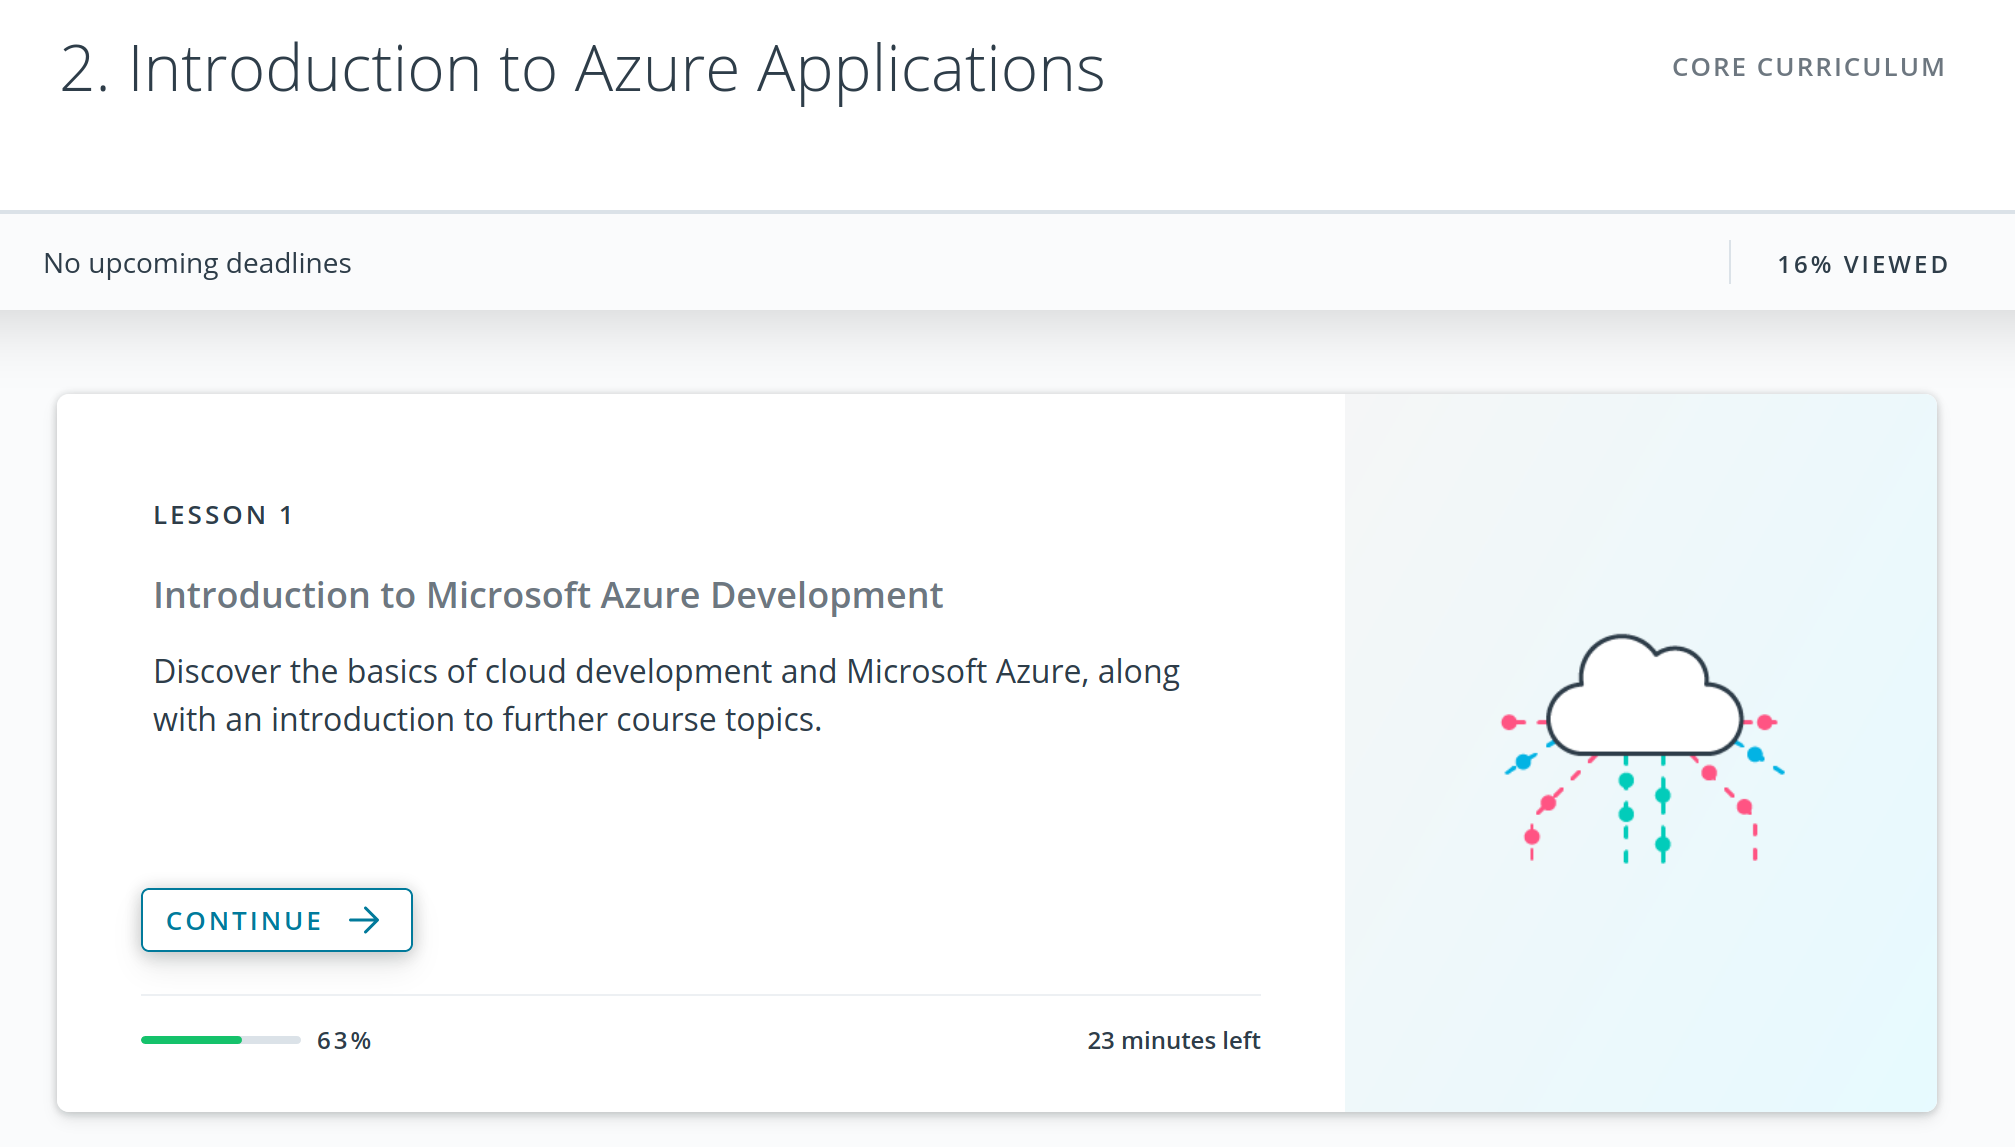 2. Introduction to Azure Applications
CORE CURRICULUM
No upcoming deadlines
16% VIEWED
LESSON 1
Introduction to Microsoft Azure Development
Discover the basics of cloud development and Microsoft Azure, along
with an introduction to further course topics.
CONTINUE
63%
23 minutes left